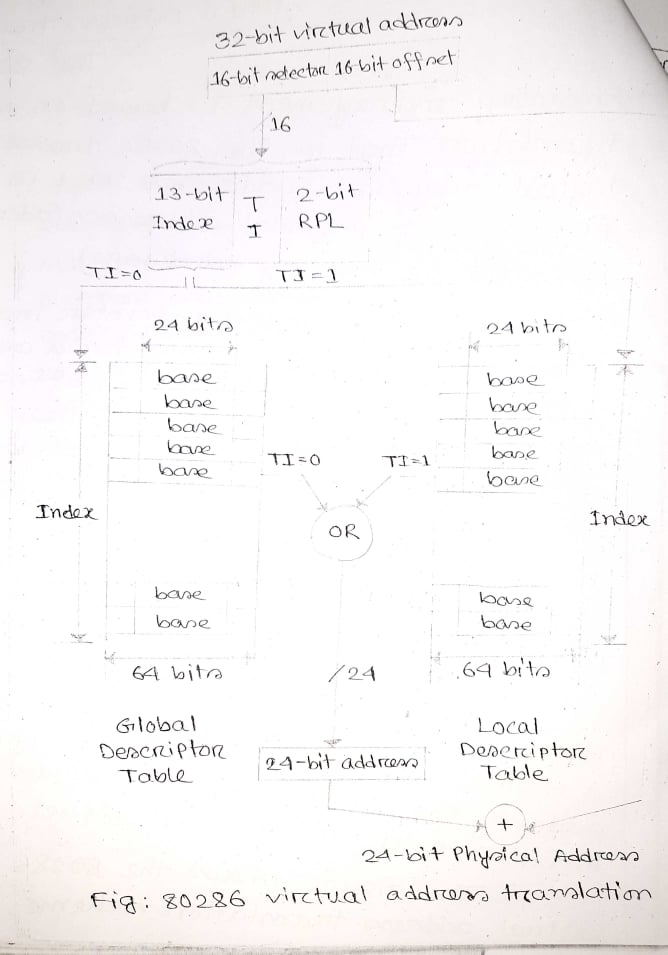 32-bit virtual address
16-bit selector 16-bit offset
16
13-bit T 2-bit
Index I RPL
TI=0 TI=1
24 bits 24 bits
base base
base base
base base
base base
base base
TI=0 TI=1
Index Index
OR
base base
base base
64 bits /24 64 bits
Global Local
Descriptor Descriptor
Table Table
24-bit address
+
24-bit Physical Address
Fig: 80286 virtual address translation